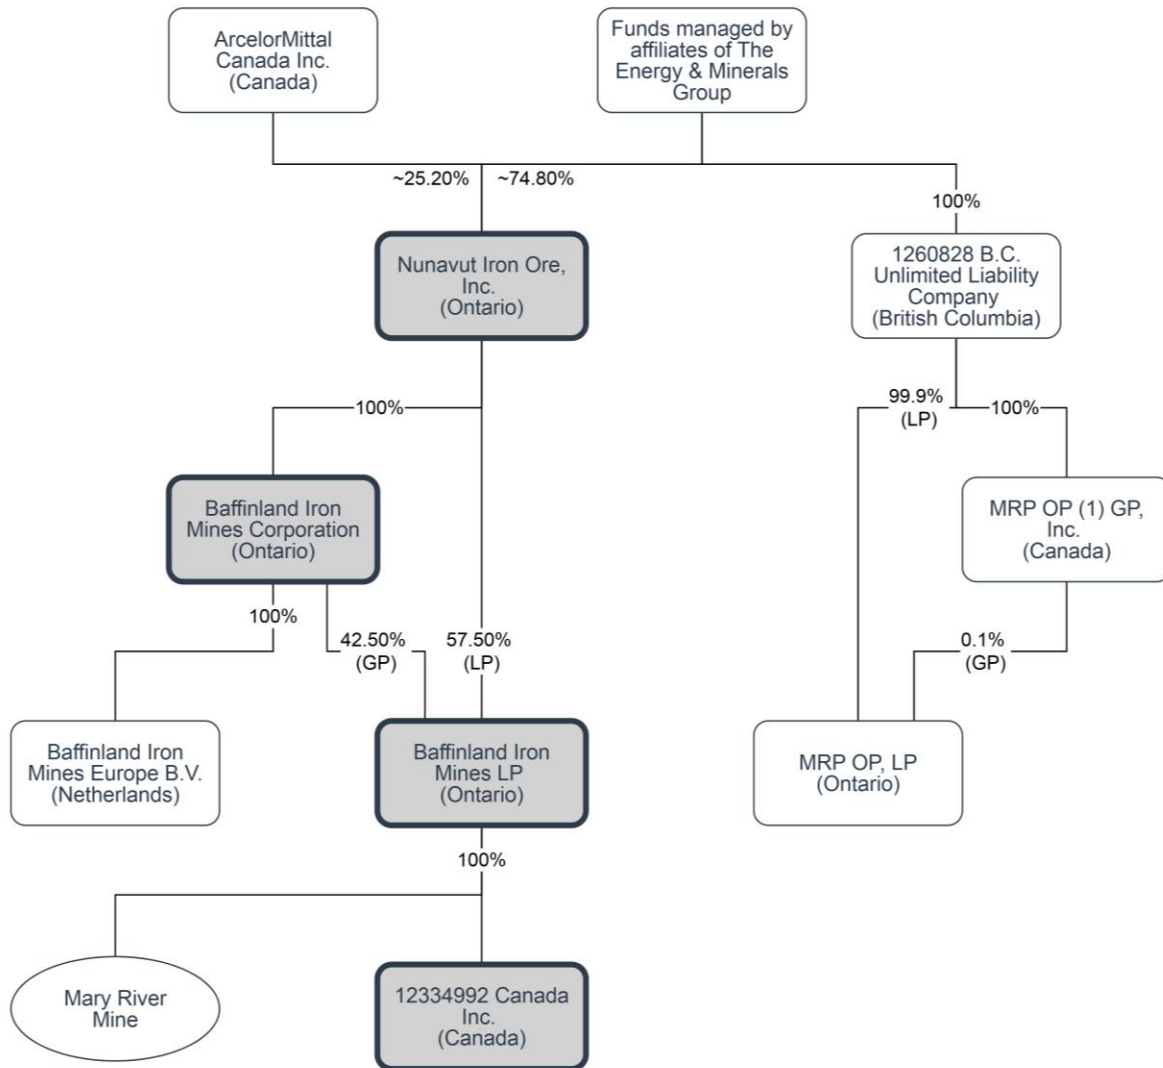 ArcelorMittal
Canada Inc.
(Canada)
Funds managed by
affiliates of The
Energy & Minerals
Group
~25.20%
~74.80%
100%
Nunavut Iron Ore,
Inc.
(Ontario)
1260828 B.C.
Unlimited Liability
Company
(British Columbia)
100%
99.9%
(LP)
100%
Baffinland Iron
Mines Corporation
(Ontario)
MRP OP (1) GP,
Inc.
(Canada)
100%
42.50%
(GP)
57.50%
(LP)
0.1%
(GP)
Baffinland Iron
Mines Europe B.V.
(Netherlands)
Baffinland Iron
Mines LP
(Ontario)
MRP OP, LP
(Ontario)
100%
Mary River
Mine
12334992 Canada
Inc.
(Canada)